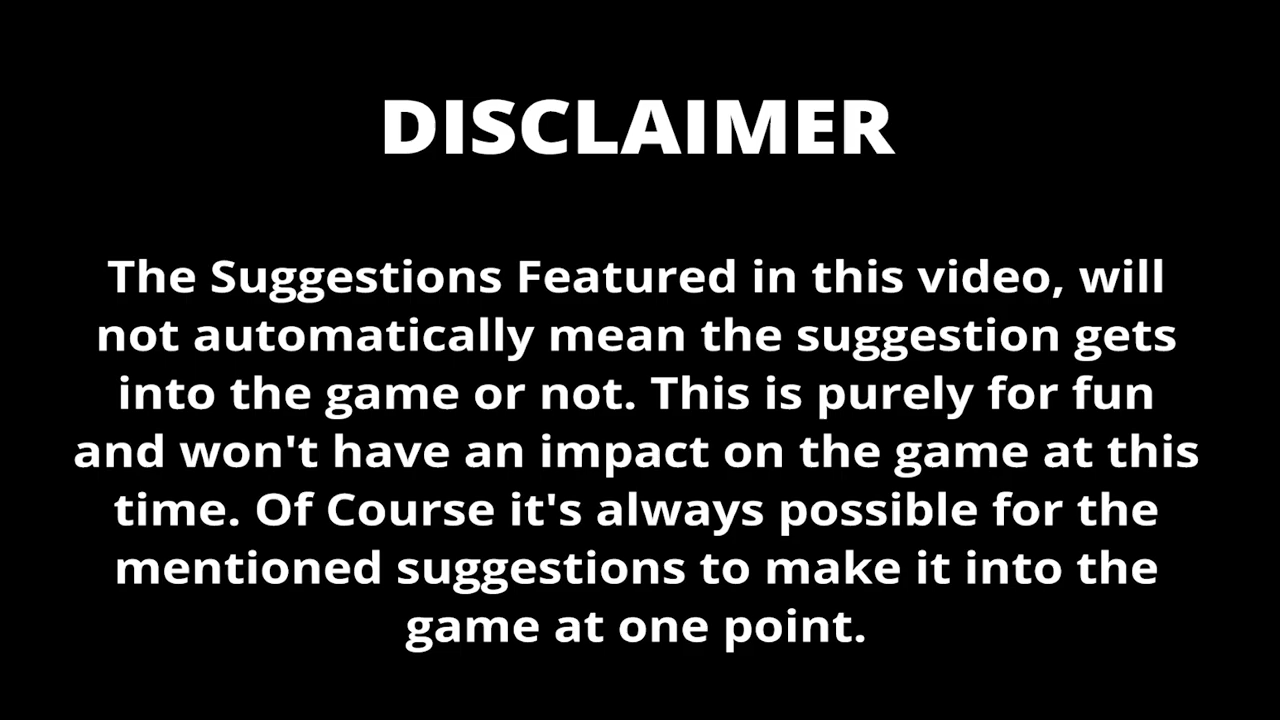 DISCLAIMER
The Suggestions Featured in this video, will
not automatically mean the suggestion gets
into the game or not. This is purely for fun
and won't have an impact on the game at this
time. Of Course it's always possible for the
mentioned suggestions to make it into the
game at one point.